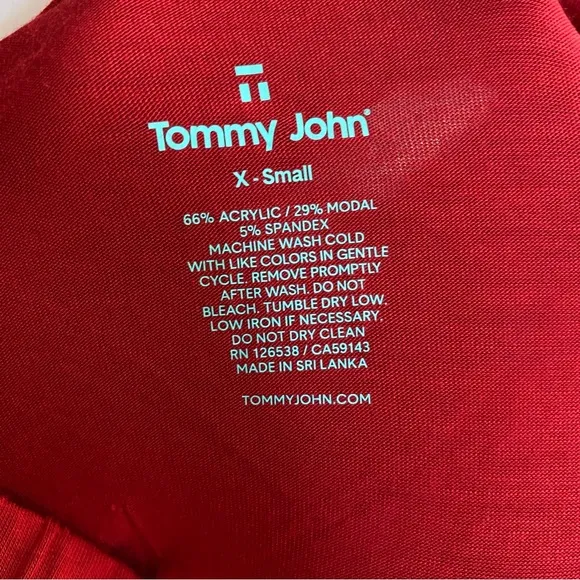 Tommy John®
X - Small
66% ACRYLIC / 29% MODAL
5% SPANDEX
MACHINE WASH COLD
WITH LIKE COLORS IN GENTLE
CYCLE. REMOVE PROMPTLY
AFTER WASH. DO NOT
BLEACH. TUMBLE DRY LOW.
LOW IRON IF NECESSARY.
DO NOT DRY CLEAN
RN 126538 / CA59143
MADE IN SRI LANKA
TOMMYJOHN.COM